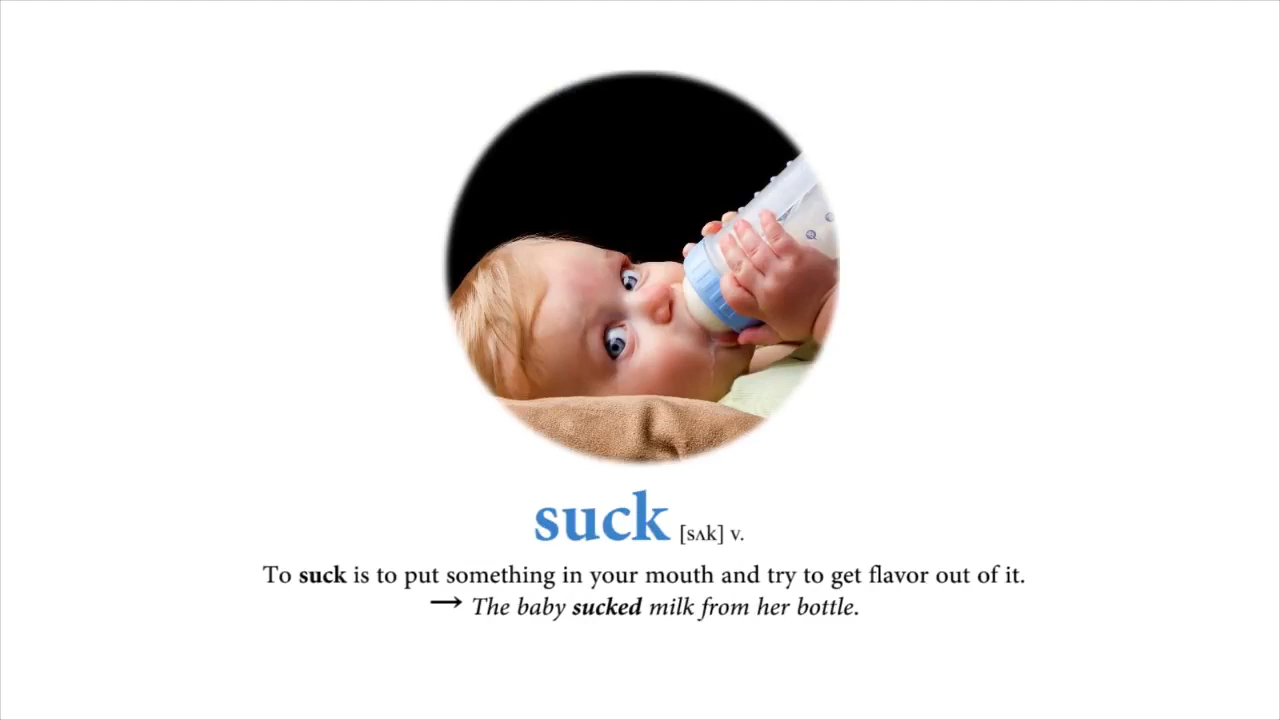 suck [sʌk] v.
To suck is to put something in your mouth and try to get flavor out of it.
→ The baby sucked milk from her bottle.